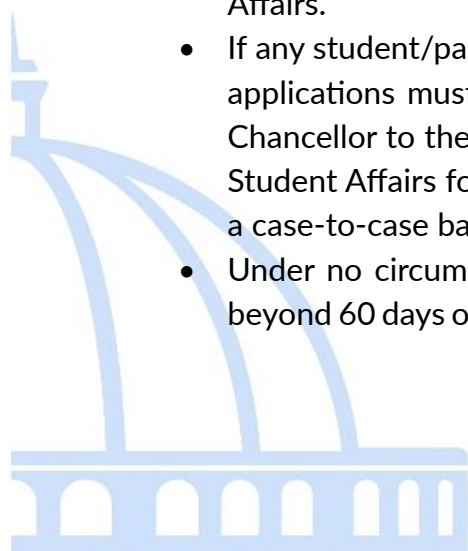 Affairs.
• If any student/pa
applications must
Chancellor to the
Student Affairs fo
a case-to-case ba
• Under no circum
beyond 60 days o